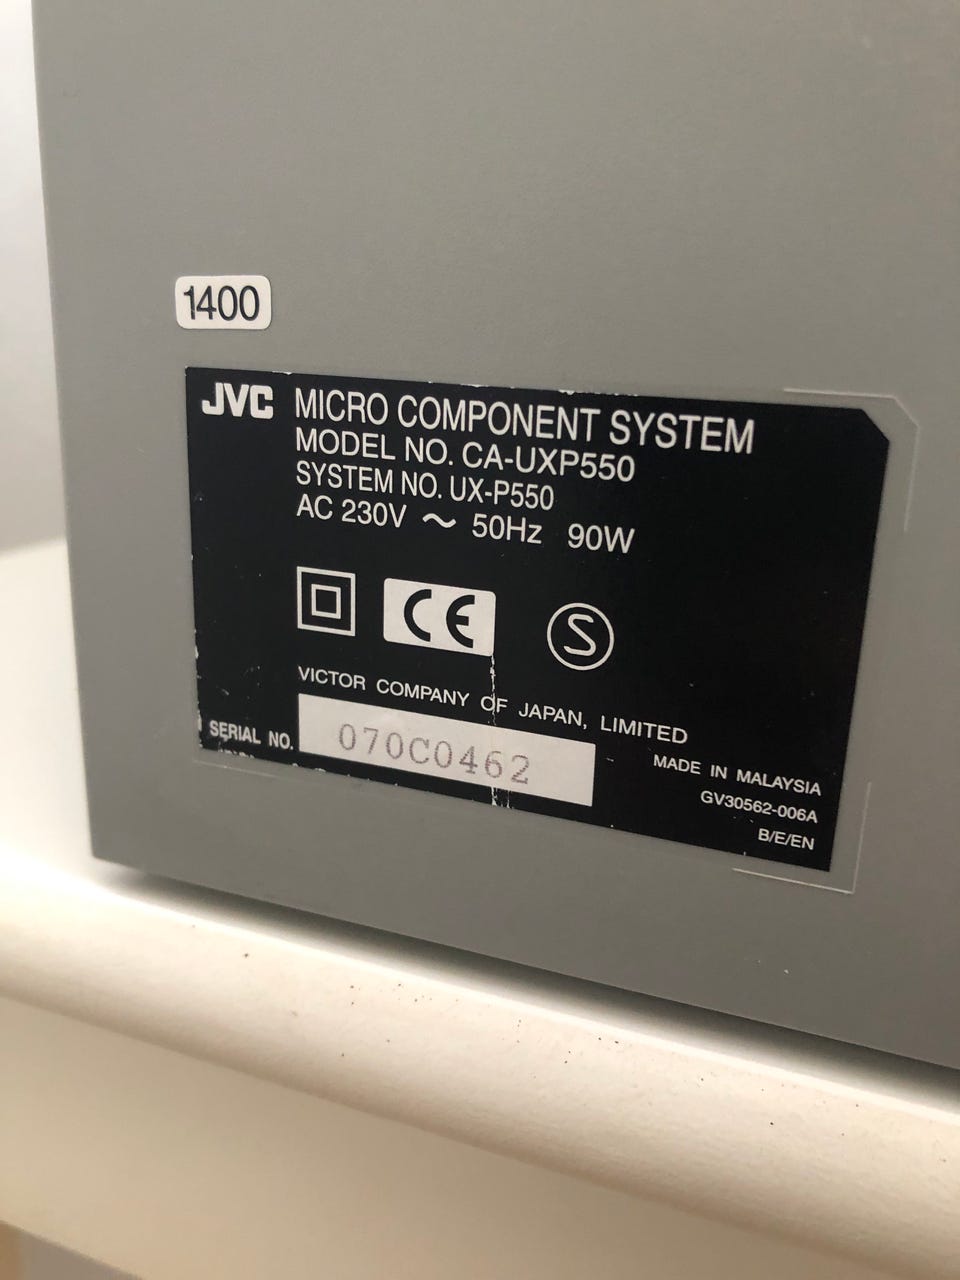 1400
JVC MICRO COMPONENT SYSTEM
MODEL NO. CA-UXP550
SYSTEM NO. UX-P550
AC 230V ~ 50Hz 90W
CE S
VICTOR COMPANY OF JAPAN, LIMITED
SERIAL NO. 070C0462
MADE IN MALAYSIA
GV30562-006A
B/E/EN